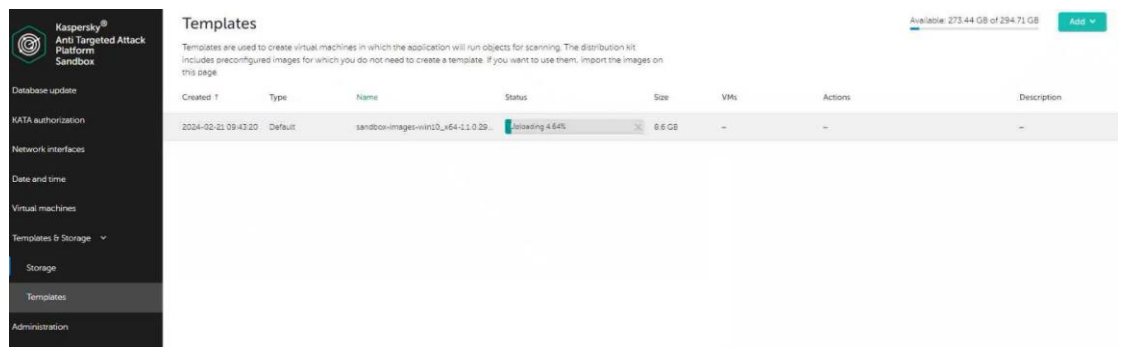 Kaspersky®
Anti Targeted Attack
Platform
Sandbox
Database update
KATA authorization
Network interfaces
Date and time
Virtual machines
Templates & Storage
Storage
Templates
Administration
Templates
Available: 273.44 GB of 294.71 GB
Add
Templates are used to create virtual machines in which the application will run objects for scanning. The distribution kit
includes preconfigured images for which you do not need to create a template. If you want to use them, import the images on
this page
Created ↑ Type Name Status Size VMs Actions Description
2024-02-21 09:43:20 Default sandbox-images-win10_x64-1.1.0.29... Uploading 4.64% 8.6 GB – – –